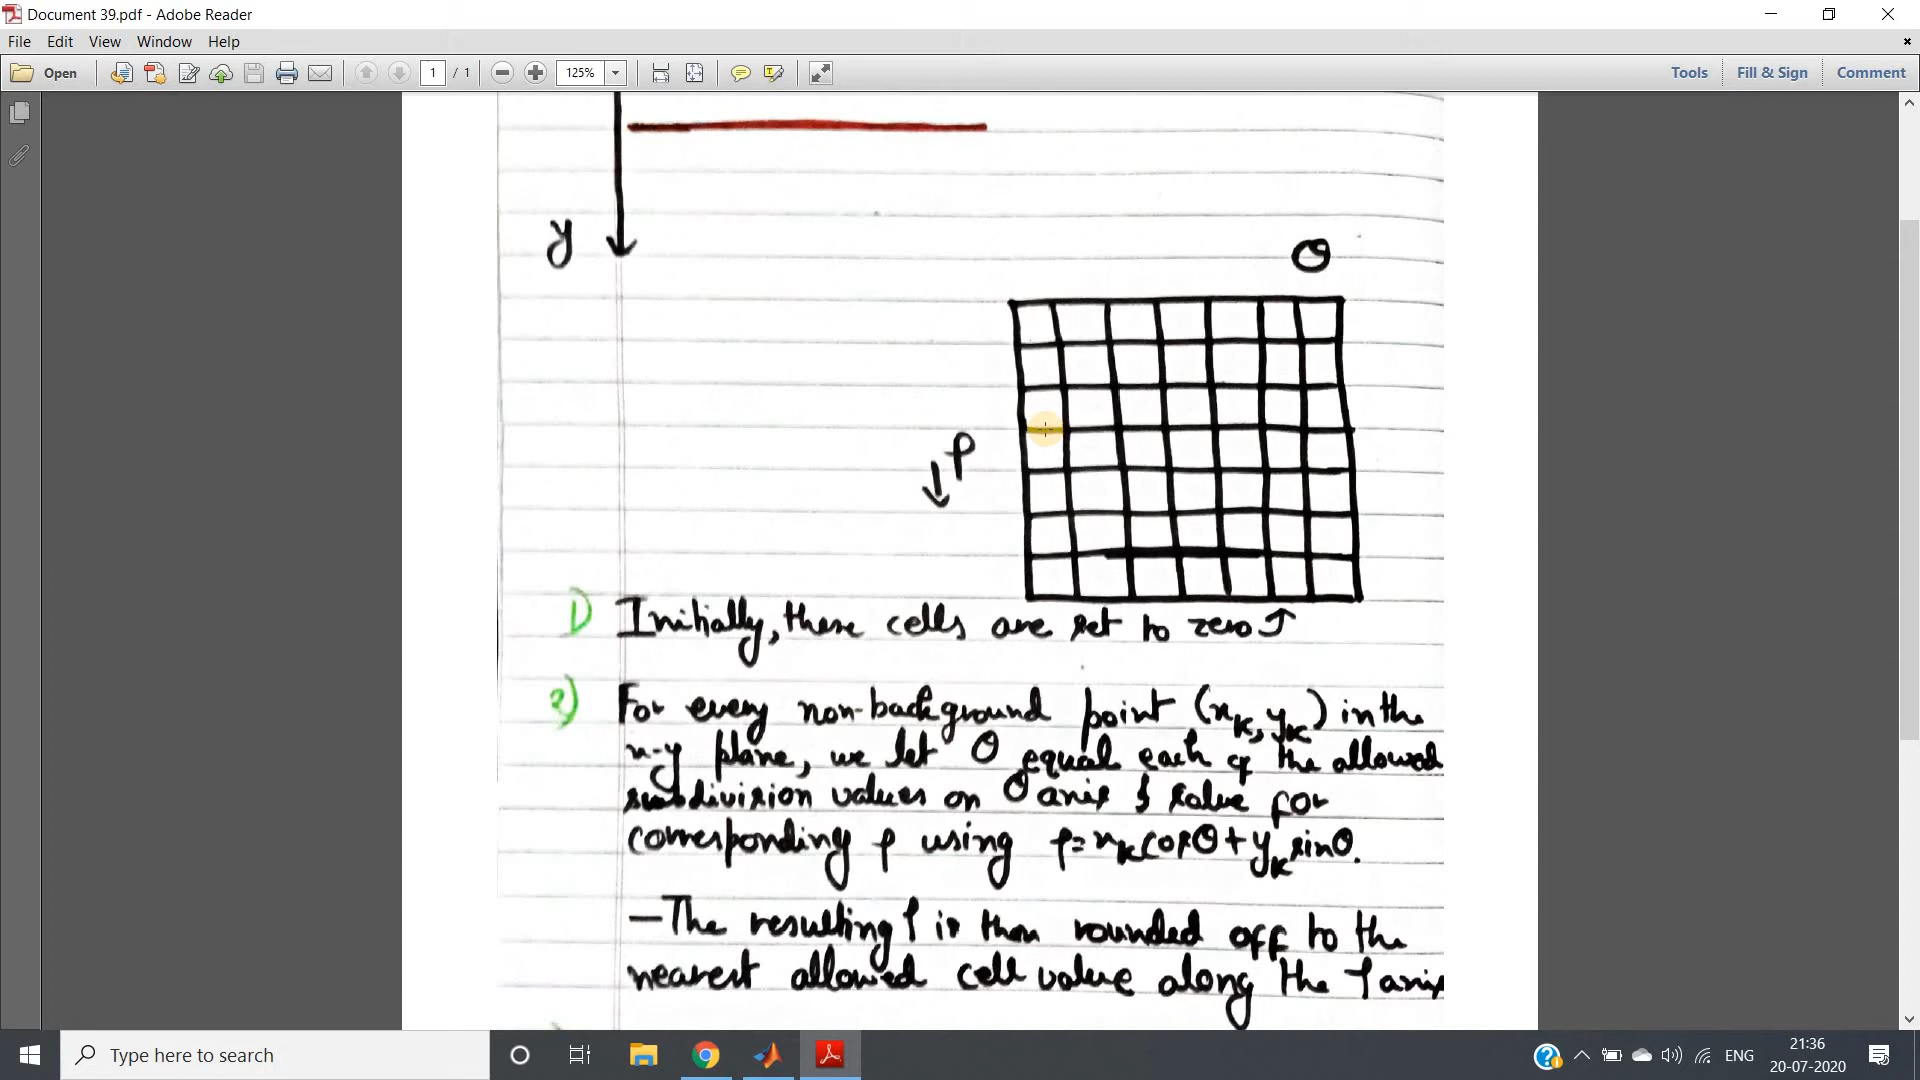 Document 39.pdf - Adobe Reader
File Edit View Window Help
Open 1 / 1 125% Tools Fill & Sign Comment
y
θ
ρ
1) Initially, these cells are set to zero
2) For every non-background point (xk, yk) in the
x-y plane, we let θ equal each of the allowed
subdivision values on θ axis & solve for
corresponding ρ using ρ=xk cosθ + yk sinθ.
—The resulting ρ is then rounded off to the
nearest allowed cell value along the ρ axis
Type here to search
ENG
21:36
20-07-2020